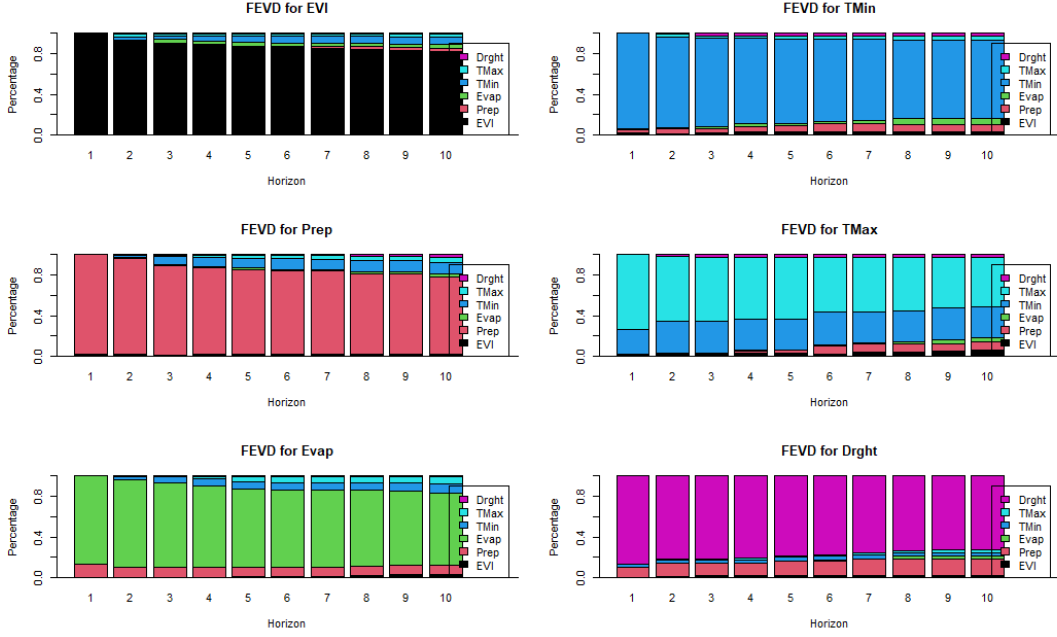 FEVD for EVI
Percentage
0.0 0.4 0.8
Drght
TMax
TMin
Evap
Prep
EVI
1 2 3 4 5 6 7 8 9 10
Horizon
FEVD for TMin
Percentage
0.0 0.4 0.8
Drght
TMax
TMin
Evap
Prep
EVI
1 2 3 4 5 6 7 8 9 10
Horizon
FEVD for Prep
Percentage
0.0 0.4 0.8
Drght
TMax
TMin
Evap
Prep
EVI
1 2 3 4 5 6 7 8 9 10
Horizon
FEVD for TMax
Percentage
0.0 0.4 0.8
Drght
TMax
TMin
Evap
Prep
EVI
1 2 3 4 5 6 7 8 9 10
Horizon
FEVD for Evap
Percentage
0.0 0.4 0.8
Drght
TMax
TMin
Evap
Prep
EVI
1 2 3 4 5 6 7 8 9 10
Horizon
FEVD for Drght
Percentage
0.0 0.4 0.8
Drght
TMax
TMin
Evap
Prep
EVI
1 2 3 4 5 6 7 8 9 10
Horizon